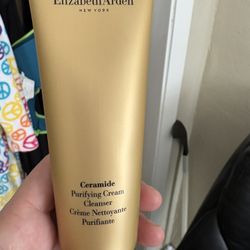 Elizabeth Arden
NEW YORK
Ceramide
Purifying Cream
Cleanser
Crème Nettoyante
Purifiante